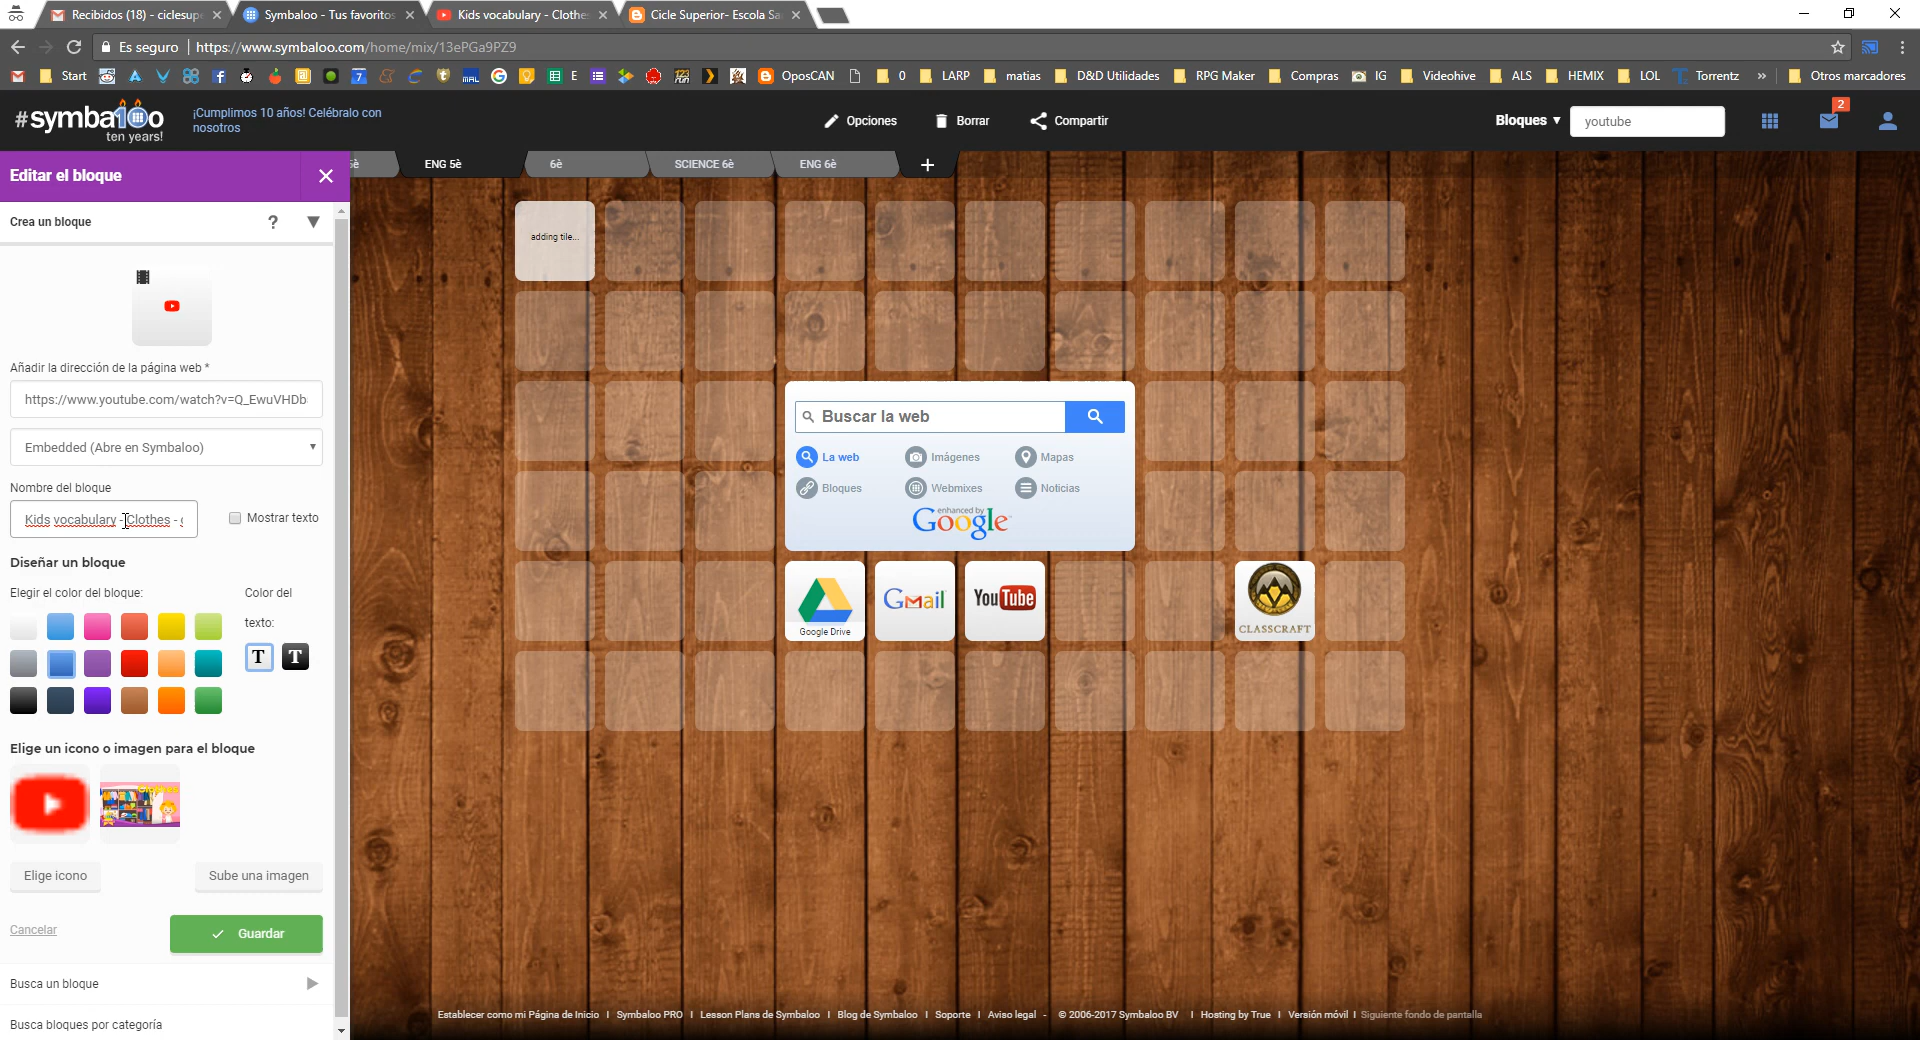 Recibidos (18) - ciclesupe
Symbaloo - Tus favoritos
Kids vocabulary - Clothes
Cicle Superior- Escola Sa
Es seguro
https://www.symbaloo.com/home/mix/13ePGa9PZ9
Start
7
MAL
E
123 RUN
OposCAN
0
LARP
matias
D&D Utilidades
RPG Maker
Compras
IG
Videohive
ALS
HEMIX
LOL
Torrentz
»
Otros marcadores
#symbal10o
ten years!
¡Cumplimos 10 años! Celébralo con
nosotros
Opciones
Borrar
Compartir
Bloques
youtube
2
Editar el bloque
5è
ENG 5è
6è
SCIENCE 6è
ENG 6è
+
Crea un bloque
?
adding tile...
Añadir la dirección de la página web *
https://www.youtube.com/watch?v=Q_EwuVHDb
Embedded (Abre en Symbaloo)
Nombre del bloque
Kids vocabulary - Clothes -
Mostrar texto
Diseñar un bloque
Elegir el color del bloque:
Color del
texto:
T
T
Elige un icono o imagen para el bloque
Clothes
Elige icono
Sube una imagen
Cancelar
Guardar
Busca un bloque
Busca bloques por categoría
Buscar la web
La web
Imágenes
Mapas
Bloques
Webmixes
Noticias
enhanced by
Google
Google Drive
Gmail
YouTube
CLASSCRAFT
Establecer como mi Página de Inicio | Symbaloo PRO | Lesson Plans de Symbaloo | Blog de Symbaloo | Soporte | Aviso legal - © 2006-2017 Symbaloo BV | Hosting by True | Versión móvil | Siguiente fondo de pantalla